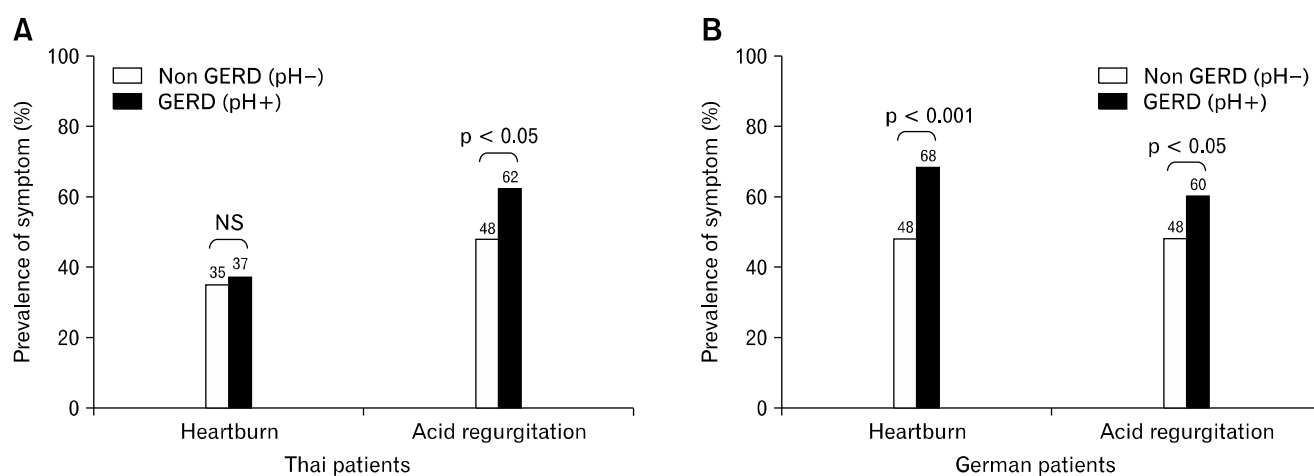 A
100
80
60
40
20
0
Prevalence of symptom (%)
Non GERD (pH−)
GERD (pH+)
NS
35
37
p < 0.05
48
62
Heartburn
Acid regurgitation
Thai patients
B
100
80
60
40
20
0
Prevalence of symptom (%)
Non GERD (pH−)
GERD (pH+)
p < 0.001
48
68
p < 0.05
48
60
Heartburn
Acid regurgitation
German patients